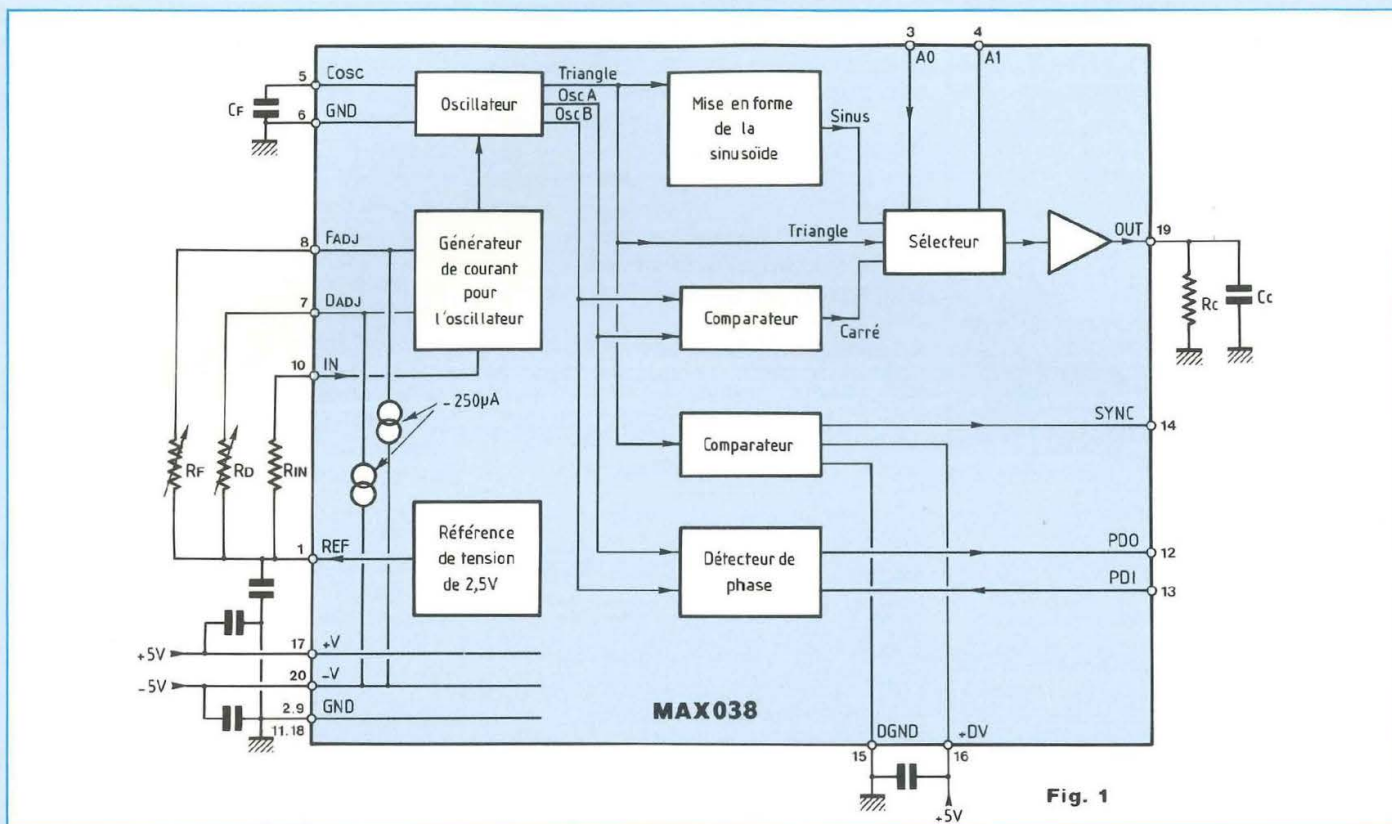 3
4
A0
A1
5
Cosc
CF
6
GND
Oscillateur
Triangle
Osc A
Osc B
Mise en forme
de la
sinusoïde
Sinus
8
FADJ
7
DADJ
10
IN
Générateur
de courant
pour
l'oscillateur
Triangle
Sélecteur
OUT
19
RC
CC
Comparateur
Carré
- 250µA
RF
RD
RIN
Comparateur
SYNC
14
1
REF
Référence
de tension
de 2,5V
Détecteur de
phase
PDO
12
PDI
13
+5V
17
+V
-5V
20
-V
2.9
GND
11.18
MAX038
DGND
+DV
15
16
+5V
Fig. 1